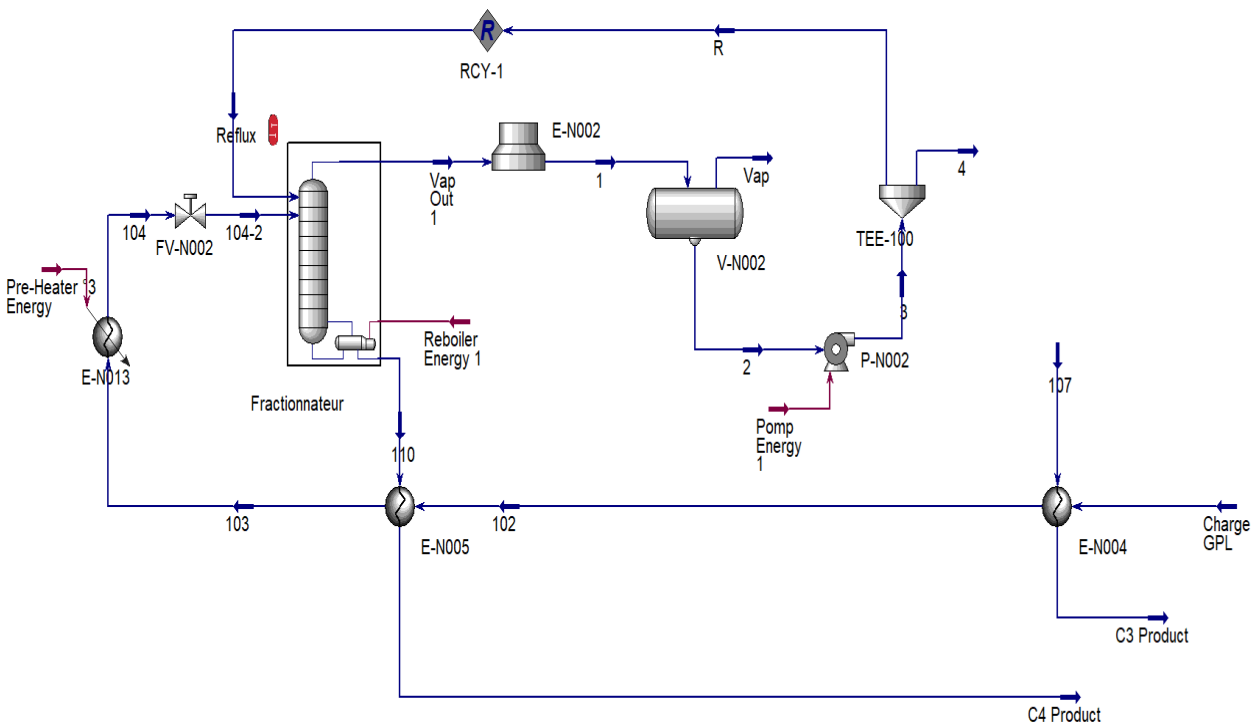 R
R
RCY-1
Reflux
L T
E-N002
Vap
Out
1
1
Vap
4
104
FV-N002
104-2
V-N002
TEE-100
Pre-Heater °3
Energy
E-N013
Reboiler
Energy 1
3
2
P-N002
Fractionnateur
Pomp
Energy
1
107
110
103
102
E-N005
E-N004
Charge
GPL
C3 Product
C4 Product